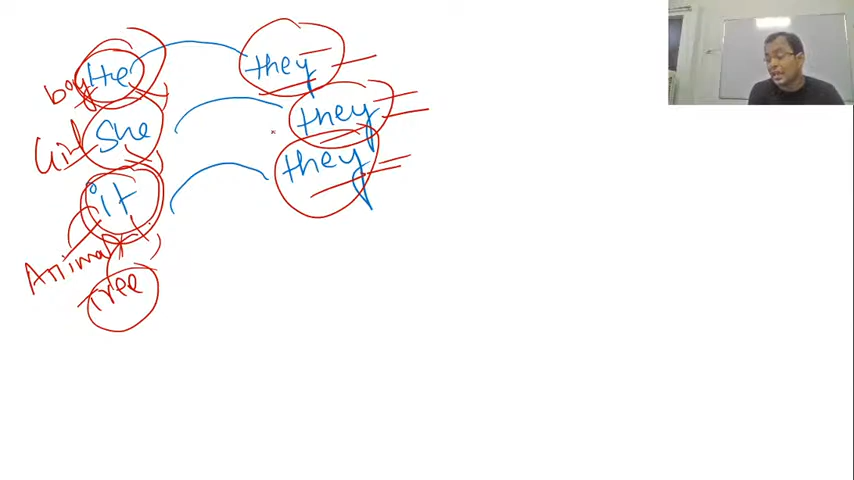 boy He they
Girl She they
it they
Animal
Tree